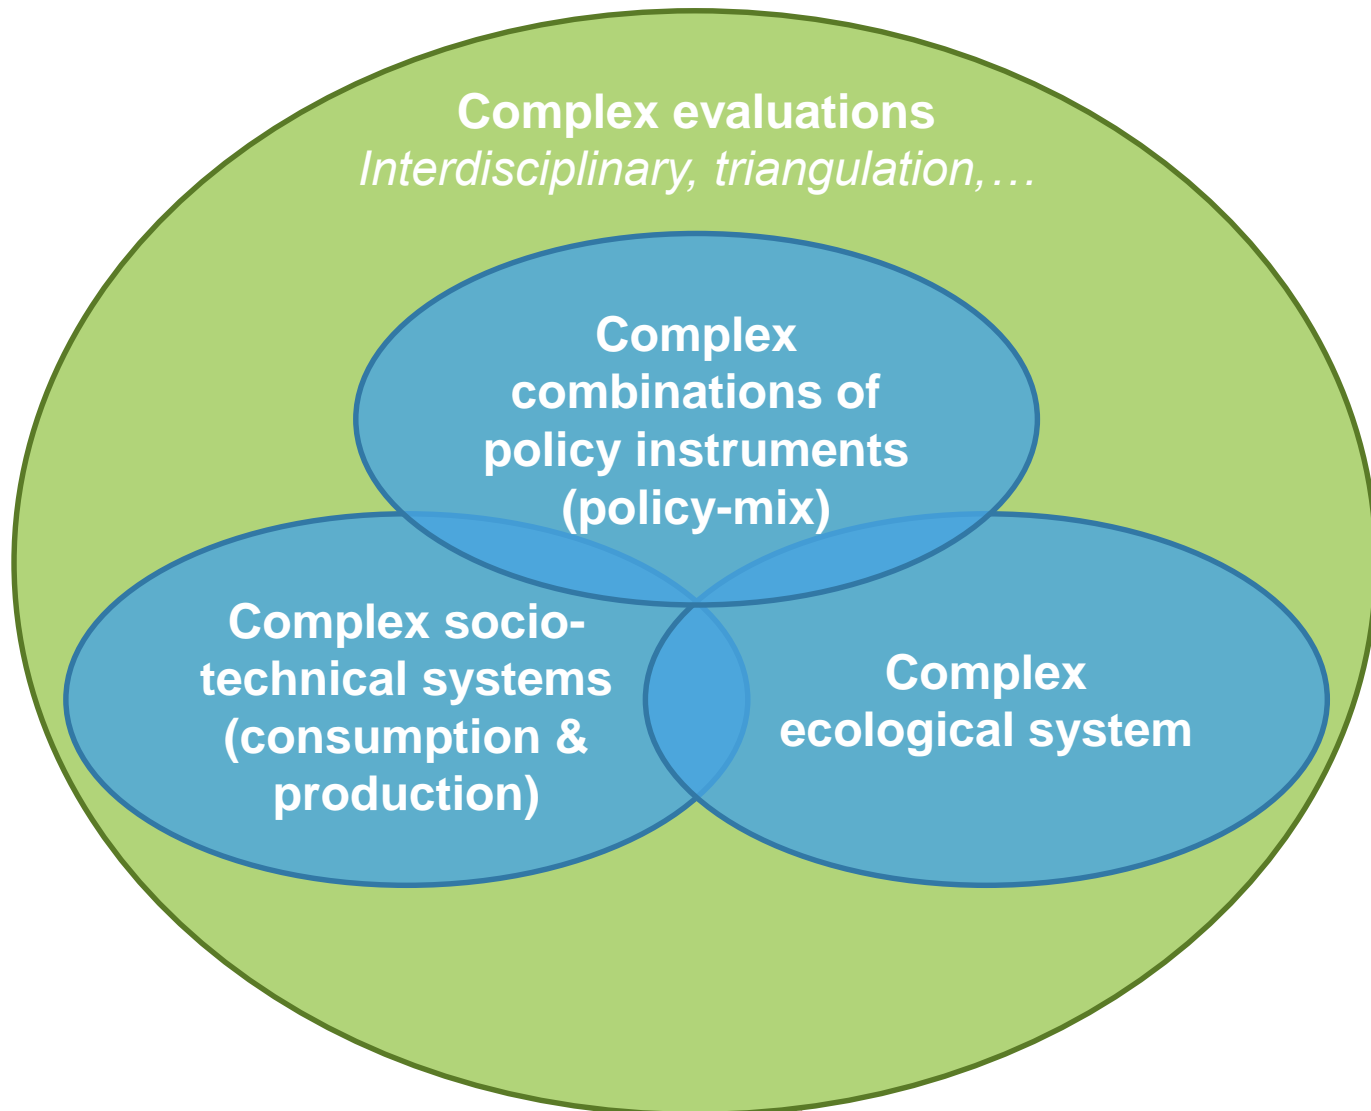 Complex evaluations
Interdisciplinary, triangulation,…
Complex
combinations of
policy instruments
(policy-mix)
Complex socio-
technical systems
(consumption &
production)
Complex
ecological system